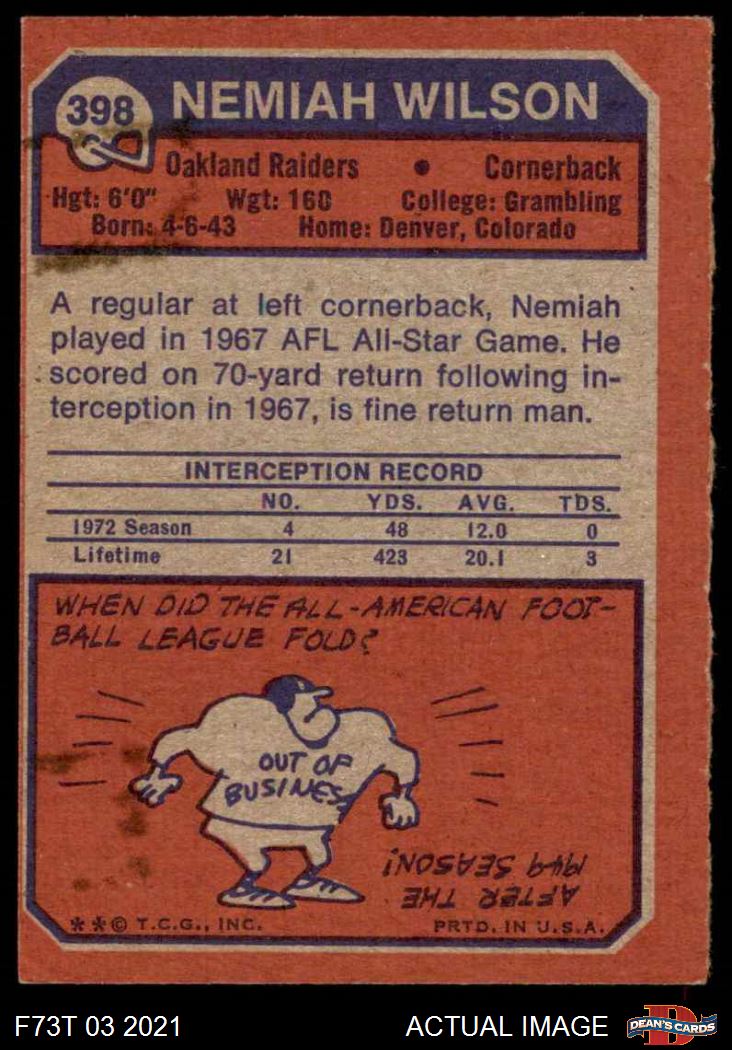 398
NEMIAH WILSON
Oakland Raiders • Cornerback
Hgt: 6'0" Wgt: 160 College: Grambling
Born: 4-6-43 Home: Denver, Colorado
A regular at left cornerback, Nemiah
played in 1967 AFL All-Star Game. He
scored on 70-yard return following in-
terception in 1967, is fine return man.
INTERCEPTION RECORD
NO. YDS. AVG. TDS.
1972 Season 4 48 12.0 0
Lifetime 21 423 20.1 3
WHEN DID THE ALL-AMERICAN FOOT-
BALL LEAGUE FOLD?
OUT OF
BUSINESS
AFTER THE
1949 SEASON!
* * © T.C.G., INC. PRTD. IN U.S.A.
F73T 03 2021 ACTUAL IMAGE
D
DEAN'S CARDS